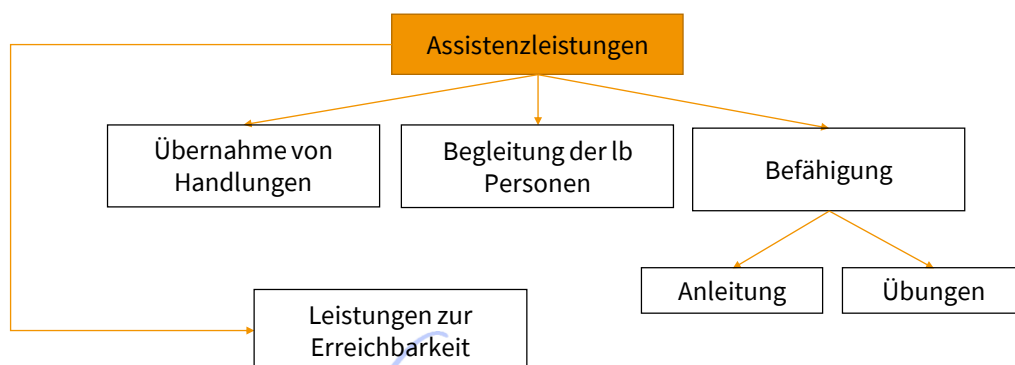 Assistenzleistungen
Übernahme von
Handlungen
Begleitung der lb
Personen
Befähigung
Anleitung
Übungen
Leistungen zur
Erreichbarkeit